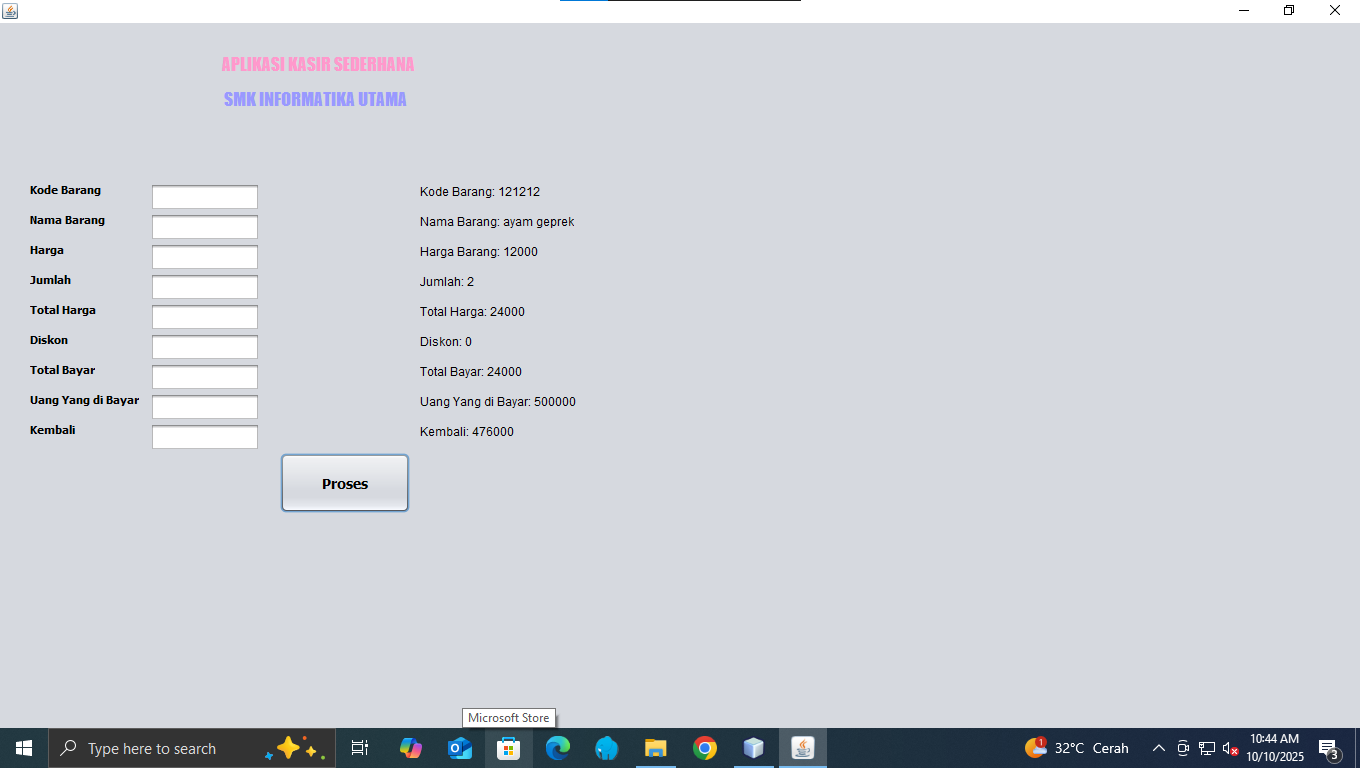 APLIKASI KASIR SEDERHANA
SMK INFORMATIKA UTAMA
Kode Barang
Nama Barang
Harga
Jumlah
Total Harga
Diskon
Total Bayar
Uang Yang di Bayar
Kembali
Kode Barang: 121212
Nama Barang: ayam geprek
Harga Barang: 12000
Jumlah: 2
Total Harga: 24000
Diskon: 0
Total Bayar: 24000
Uang Yang di Bayar: 500000
Kembali: 476000
Proses
Microsoft Store
Type here to search
1
32°C Cerah
10:44 AM
10/10/2025
3